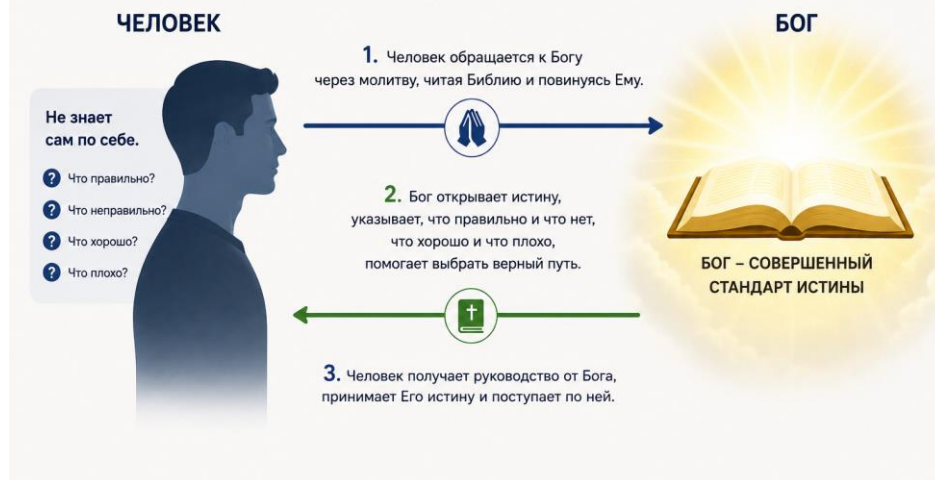 ЧЕЛОВЕК
БОГ
Не знает
сам по себе.
? Что правильно?
? Что неправильно?
? Что хорошо?
? Что плохо?
1. Человек обращается к Богу
через молитву, читая Библию и повинуясь Ему.
2. Бог открывает истину,
указывает, что правильно и что нет,
что хорошо и что плохо,
помогает выбрать верный путь.
3. Человек получает руководство от Бога,
принимает Его истину и поступает по ней.
БОГ – СОВЕРШЕННЫЙ
СТАНДАРТ ИСТИНЫ